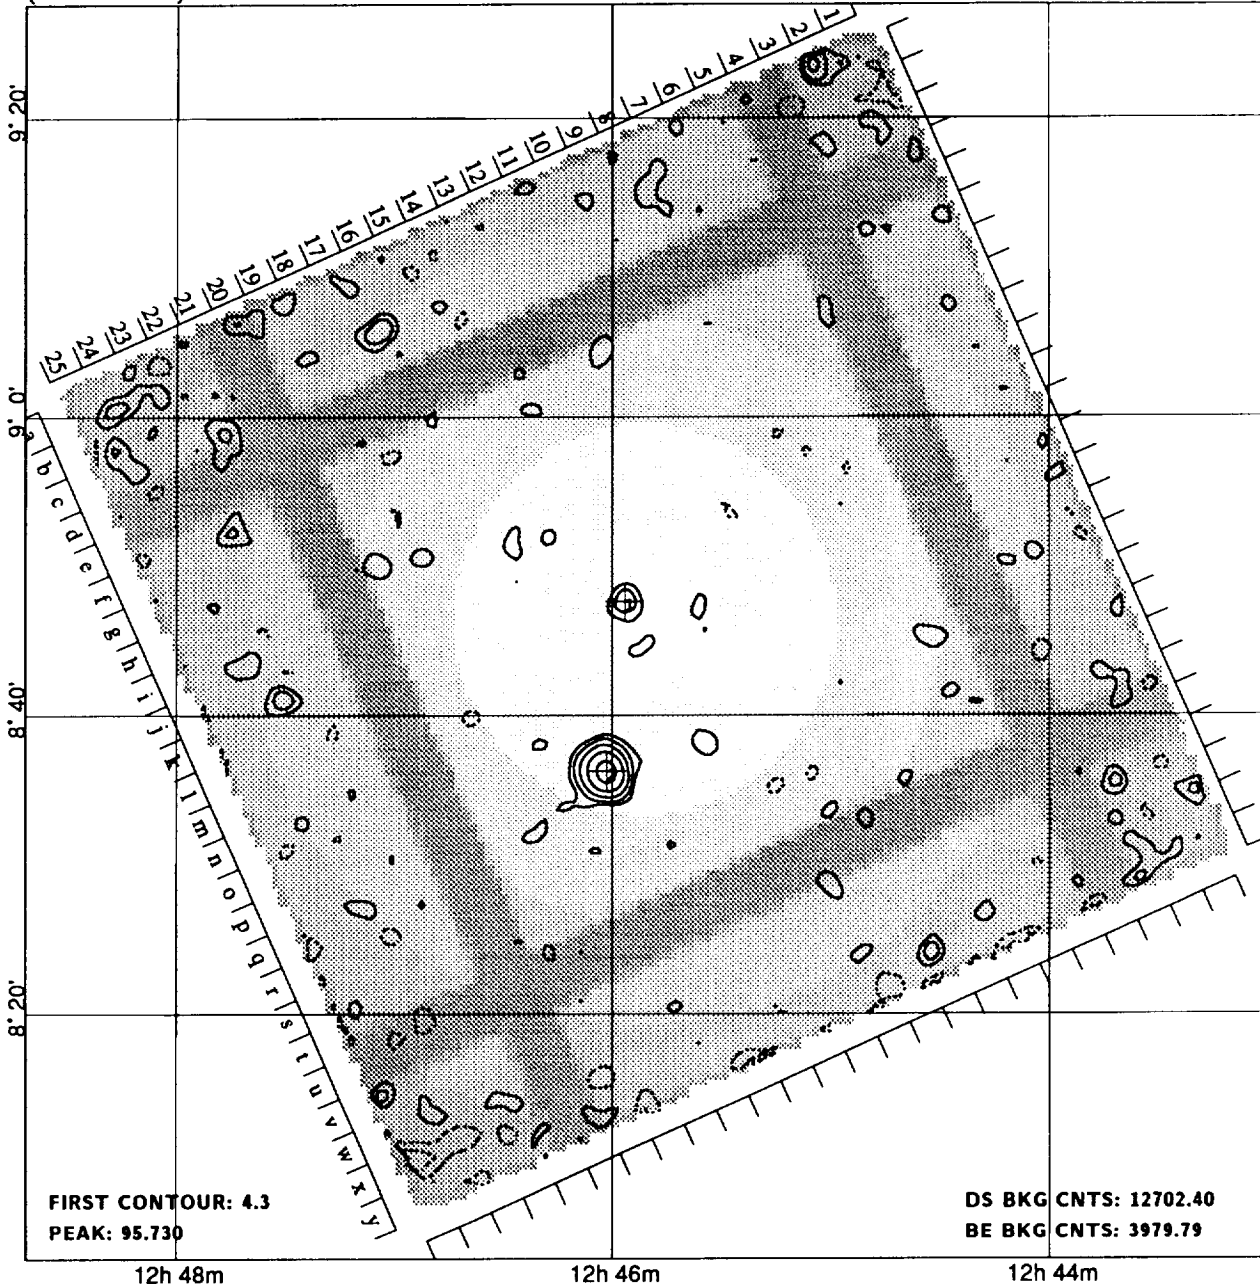 1
2
3
4
5
6
7
8
9
10
11
12
13
14
15
16
17
18
19
20
21
22
23
24
25
9° 20'
9° 0'
8° 40'
8° 20'
a
b
c
d
e
f
g
h
i
j
k
l
m
n
o
p
q
r
s
t
u
v
w
x
y
FIRST CONTOUR: 4.3
PEAK: 95.730
DS BKG CNTS: 12702.40
BE BKG CNTS: 3979.79
12h 48m
12h 46m
12h 44m